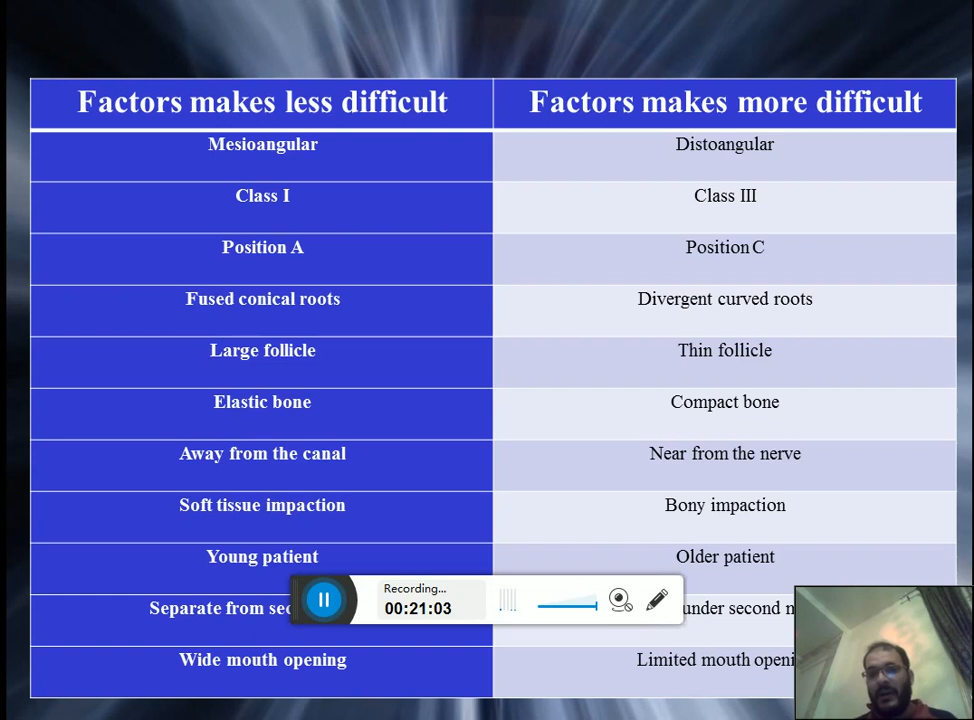 Factors makes less difficult Factors makes more difficult
Mesioangular Distoangular
Class I Class III
Position A Position C
Fused conical roots Divergent curved roots
Large follicle Thin follicle
Elastic bone Compact bone
Away from the canal Near from the nerve
Soft tissue impaction Bony impaction
Young patient Older patient
Recording...
00:21:03
Separate from under second
Wide mouth opening Limited mouth